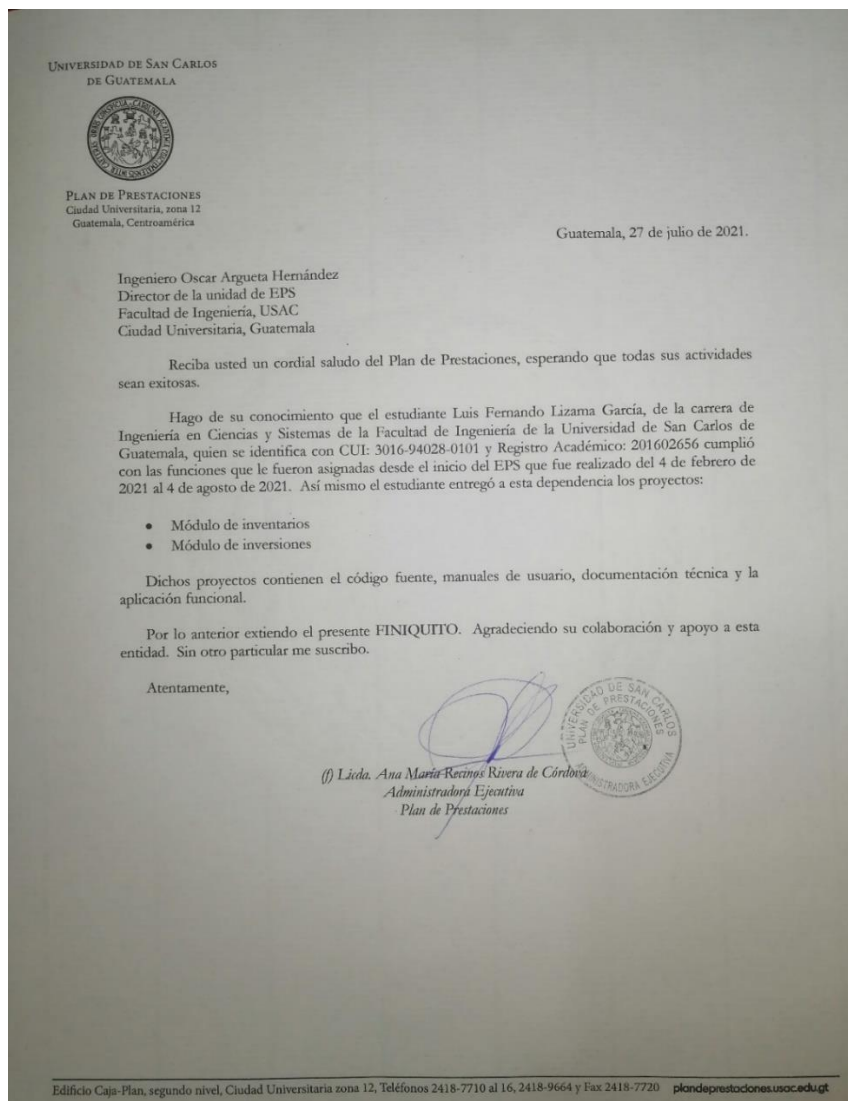 UNIVERSIDAD DE SAN CARLOS
DE GUATEMALA
PLAN DE PRESTACIONES
Ciudad Universitaria, zona 12
Guatemala, Centroamérica
Guatemala, 27 de julio de 2021.
Ingeniero Oscar Argueta Hernández
Director de la unidad de EPS
Facultad de Ingeniería, USAC
Ciudad Universitaria, Guatemala
Reciba usted un cordial saludo del Plan de Prestaciones, esperando que todas sus actividades
sean exitosas.
Hago de su conocimiento que el estudiante Luis Fernando Lizama García, de la carrera de
Ingeniería en Ciencias y Sistemas de la Facultad de Ingeniería de la Universidad de San Carlos de
Guatemala, quien se identifica con CUI: 3016-94028-0101 y Registro Académico: 201602656 cumplió
con las funciones que le fueron asignadas desde el inicio del EPS que fue realizado del 4 de febrero de
2021 al 4 de agosto de 2021. Así mismo el estudiante entregó a esta dependencia los proyectos:
• Módulo de inventarios
• Módulo de inversiones
Dichos proyectos contienen el código fuente, manuales de usuario, documentación técnica y la
aplicación funcional.
Por lo anterior extiendo el presente FINIQUITO. Agradeciendo su colaboración y apoyo a esta
entidad. Sin otro particular me suscribo.
Atentamente,
UNIVERSIDAD DE SAN CARLOS
PLAN DE PRESTACIONES
ADMINISTRADORA EJECUTIVA
(f) Licda. Ana María Recinos Rivera de Córdova
Administradora Ejecutiva
Plan de Prestaciones
Edificio Caja-Plan, segundo nivel, Ciudad Universitaria zona 12, Teléfonos 2418-7710 al 16, 2418-9664 y Fax 2418-7720 plandeprestaciones.usac.edu.gt